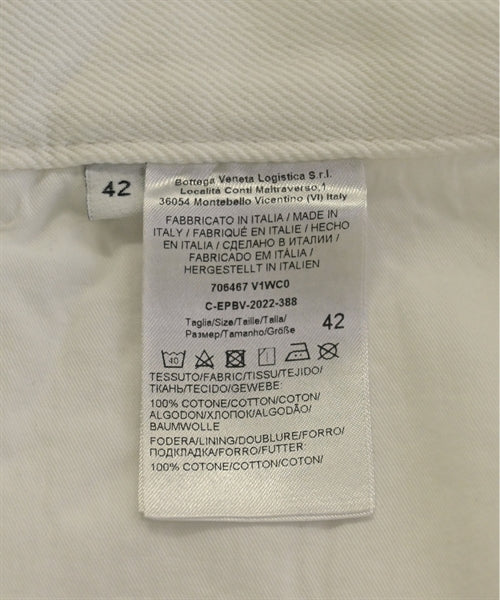 42
Bottega Veneta Logistica S.r.l.
Località Conti Maltraverso,1
36054 Montebello Vicentino (VI) Italy
FABBRICATO IN ITALIA / MADE IN
ITALY / FABRIQUÉ EN ITALIE / HECHO
EN ITALIA / СДЕЛАНО В ИТАЛИИ /
FABRICADO EM ITÁLIA /
HERGESTELLT IN ITALIEN
706467 V1WC0
C-EPBV-2022-388
Taglia/Size/Taille/Talla/
Размер/Tamanho/Größe 42
40
TESSUTO/FABRIC/TISSU/TEJIDO/
ТКАНЬ/TECIDO/GEWEBE:
100% COTONE/COTTON/COTON/
ALGODON/ХЛОПОК/ALGODÃO/
BAUMWOLLE
FODERA/LINING/DOUBLURE/FORRO/
ПОДКЛАДКА/FORRO/FUTTER:
100% COTONE/COTTON/COTON/